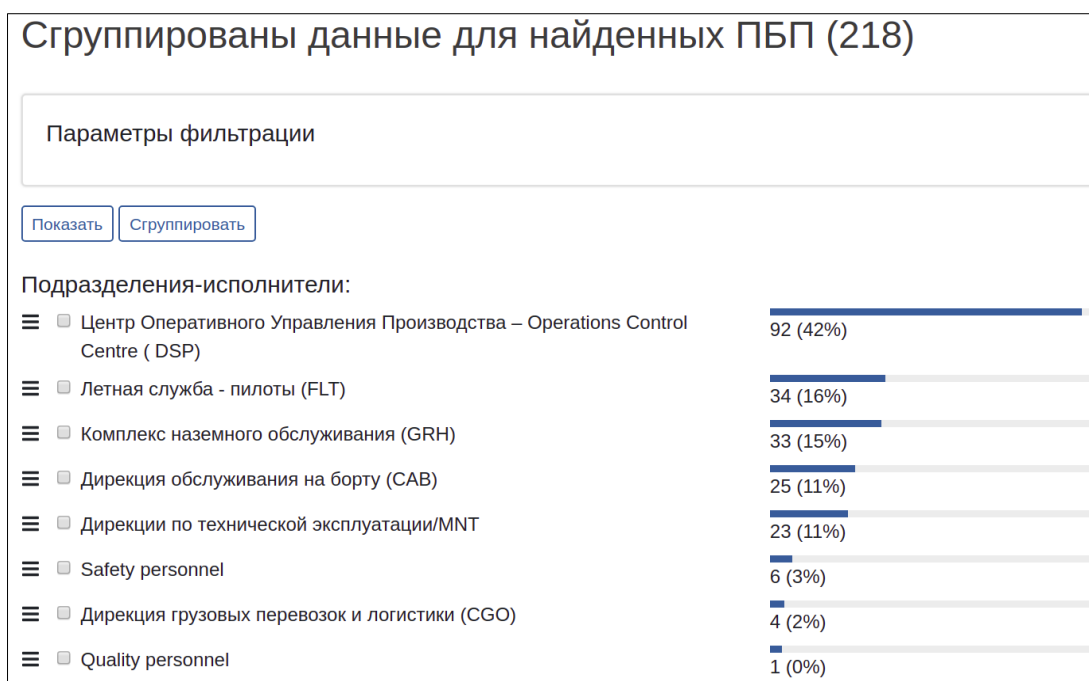 Сгруппированы данные для найденных ПБП (218)
Параметры фильтрации
Показать Сгруппировать
Подразделения-исполнители:
Центр Оперативного Управления Производства – Operations Control 92 (42%)
Centre ( DSP)
Летная служба - пилоты (FLT) 34 (16%)
Комплекс наземного обслуживания (GRH) 33 (15%)
Дирекция обслуживания на борту (CAB) 25 (11%)
Дирекции по технической эксплуатации/MNT 23 (11%)
Safety personnel 6 (3%)
Дирекция грузовых перевозок и логистики (CGO) 4 (2%)
Quality personnel 1 (0%)